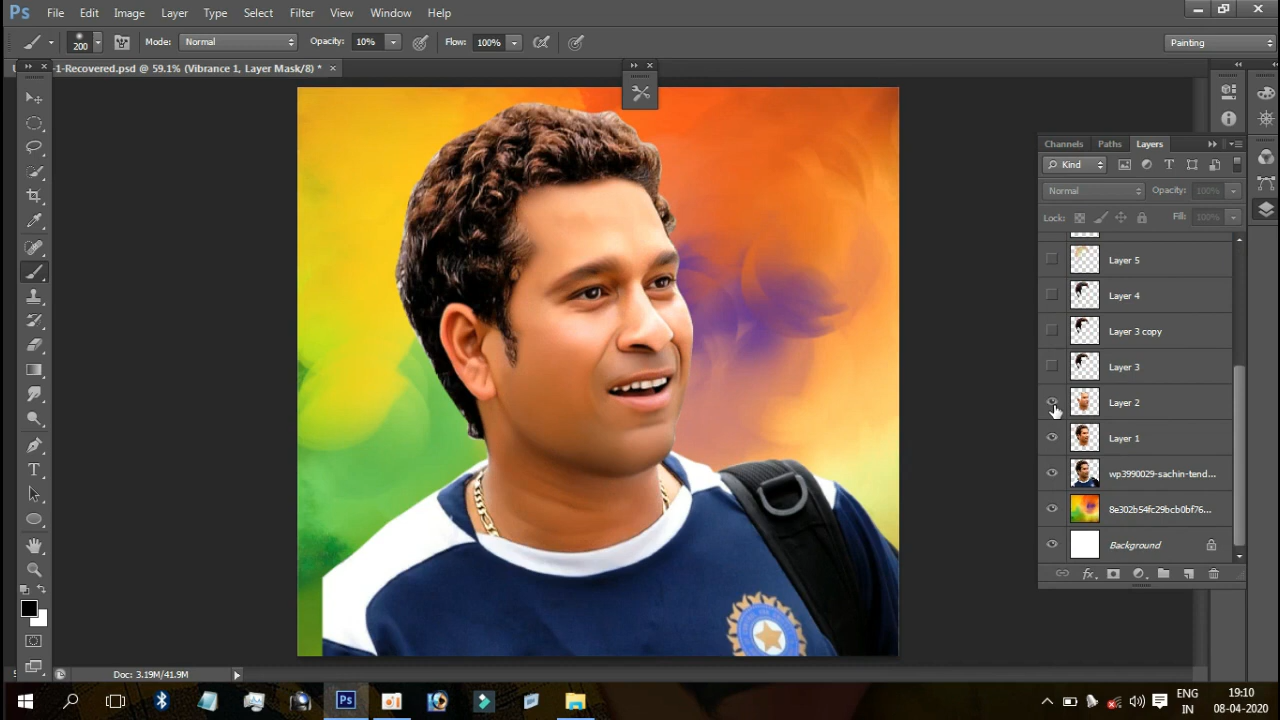 Ps File Edit Image Layer Type Select Filter View Window Help
200 Mode: Normal Opacity: 10% Flow: 100% Painting
-1-Recovered.psd @ 59.1% (Vibrance 1, Layer Mask/8) * ×
Channels Paths Layers
Kind
Normal Opacity: 100%
Lock: Fill: 100%
Layer 5
Layer 4
Layer 3 copy
Layer 3
Layer 2
Layer 1
wp3990029-sachin-tend...
8e302b54fc29bcb0bf76...
Background
fx
Doc: 3.19M/41.9M
Ps
ENG
IN
19:10
08-04-2020